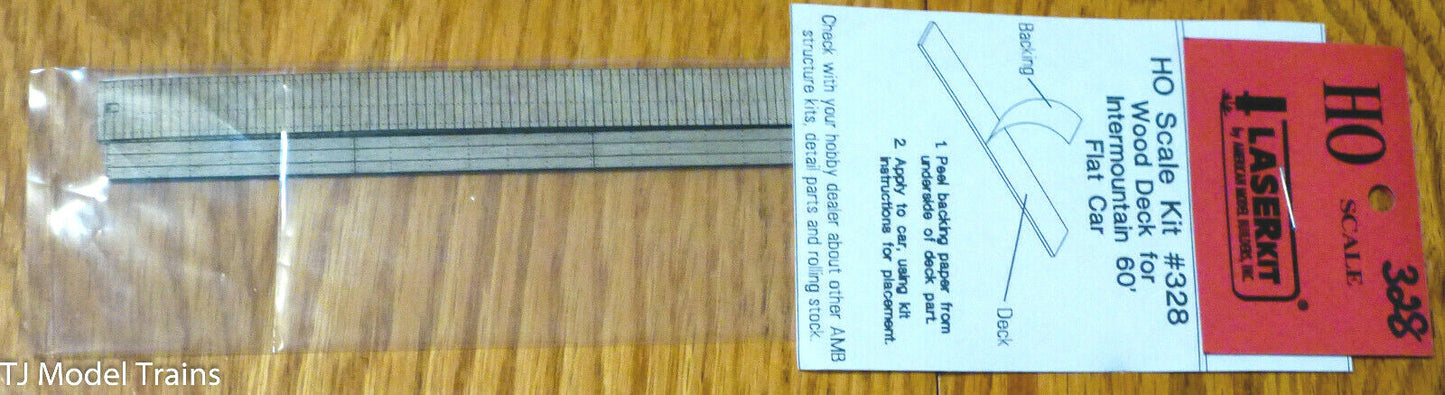 HO
SCALE
328
LASERKIT®
by AMERICAN MODEL BUILDERS, INC.
HO Scale Kit #328
Wood Deck for
Intermountain 60'
Flat Car
Backing
Deck
1 Peel backing paper from
underside of deck part.
2. Apply to car, using kit
instructions for placement.
Check with your hobby dealer about other AMB
structure kits, detail parts and rolling stock.
TJ Model Trains